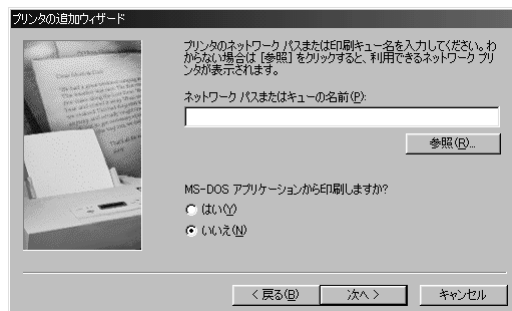 プリンタの追加ウィザード
プリンタのネットワーク パスまたは印刷キュー名を入力してください。わ
からない場合は [参照] をクリックすると、利用できるネットワーク プリ
ンタが表示されます。
ネットワーク パスまたはキューの名前(P):
参照(R)...
MS-DOS アプリケーションから印刷しますか?
はい(Y)
いいえ(N)
< 戻る(B)
次へ >
キャンセル